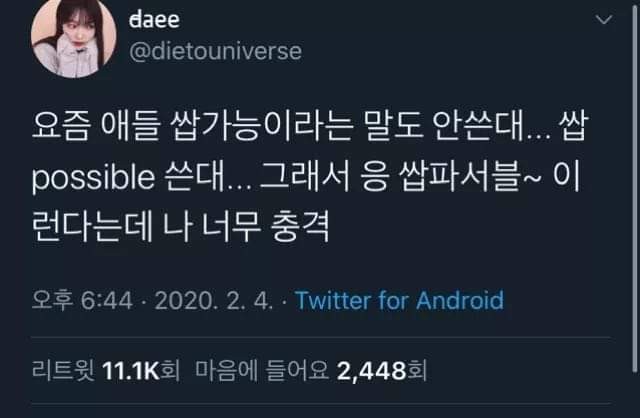 daee
@dietouniverse
요즘 애들 쌉가능이라는 말도 안쓴대... 쌉
possible 쓴대... 그래서 응 쌉파서블~ 이
런다는데 나 너무 충격
오후 6:44 · 2020. 2. 4. · Twitter for Android
리트윗 11.1K회 마음에 들어요 2,448회